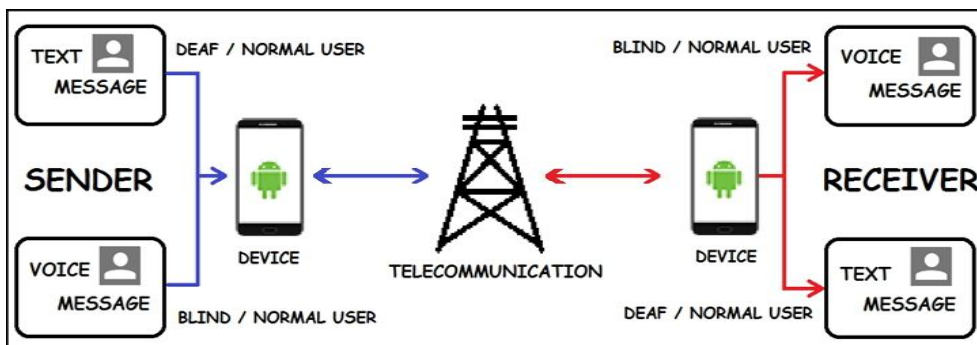 TEXT
MESSAGE
DEAF / NORMAL USER
SENDER
VOICE
MESSAGE
BLIND / NORMAL USER
DEVICE
TELECOMMUNICATION
DEVICE
BLIND / NORMAL USER
VOICE
MESSAGE
RECEIVER
TEXT
MESSAGE
DEAF / NORMAL USER